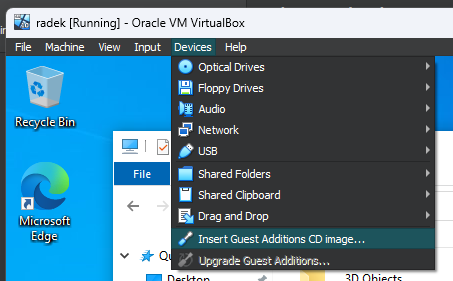 radek [Running] - Oracle VM VirtualBox
File Machine View Input Devices Help
Optical Drives
Floppy Drives
Audio
Network
USB
Shared Folders
Shared Clipboard
Drag and Drop
Insert Guest Additions CD image...
Upgrade Guest Additions...
Recycle Bin
Microsoft
Edge
File
Desktop
3D Objects